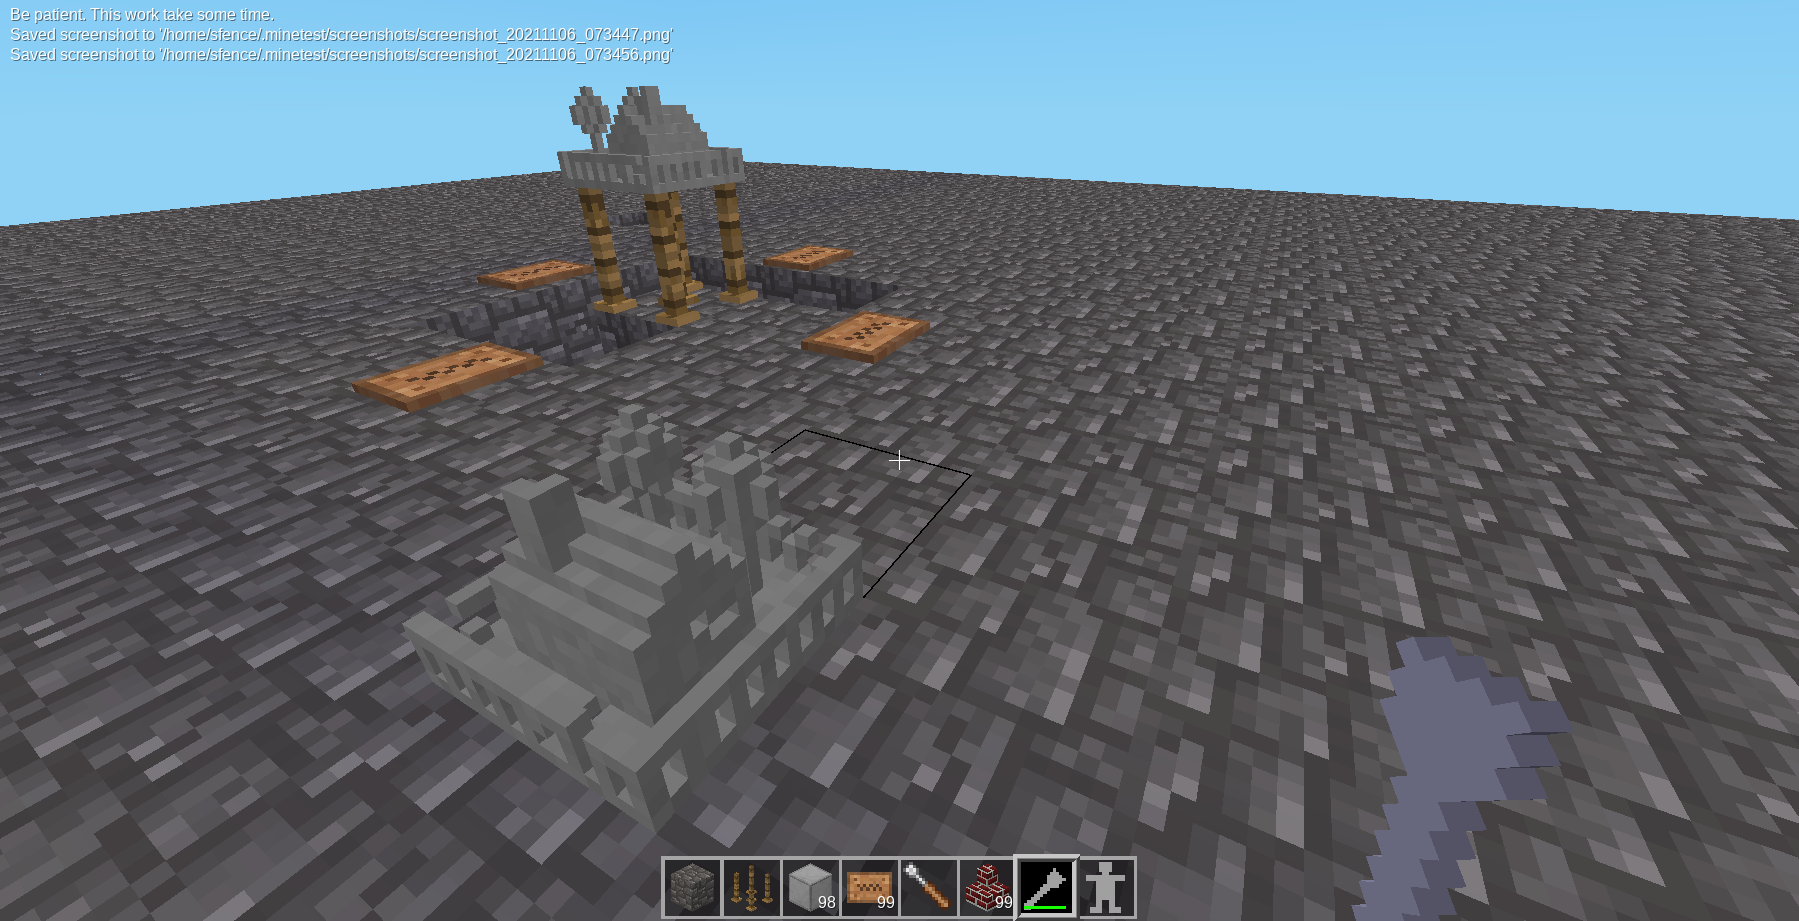 Be patient. This work take some time.
Saved screenshot to '/home/sfence/.minetest/screenshots/screenshot_20211106_073447.png'
Saved screenshot to '/home/sfence/.minetest/screenshots/screenshot_20211106_073456.png'
98 99 99